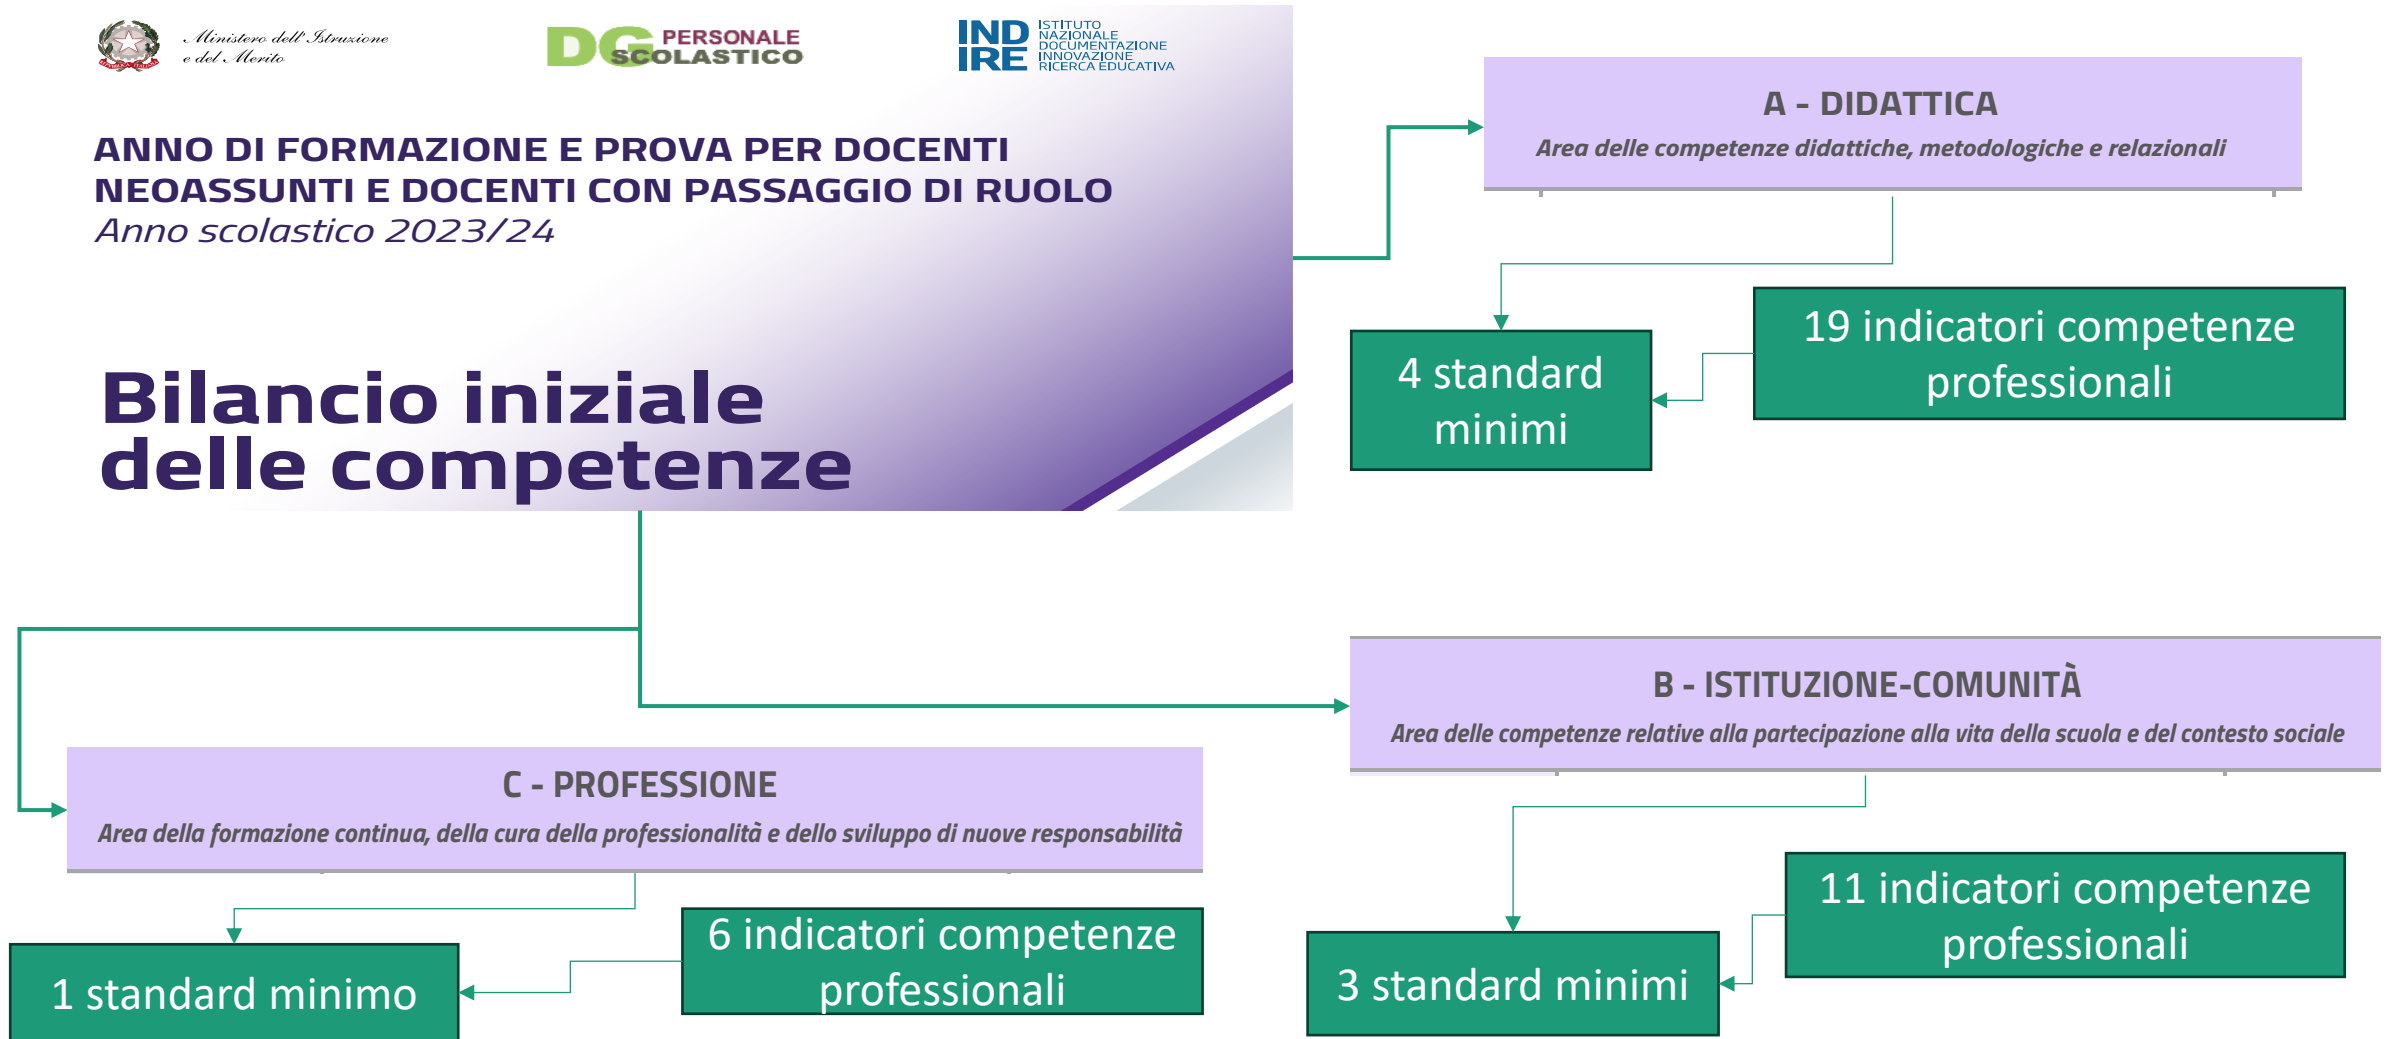 Ministero dell'Istruzione
e del Merito
DG PERSONALE
SCOLASTICO
IND
IRE
ISTITUTO
NAZIONALE
DOCUMENTAZIONE
INNOVAZIONE
RICERCA EDUCATIVA
ANNO DI FORMAZIONE E PROVA PER DOCENTI
NEOASSUNTI E DOCENTI CON PASSAGGIO DI RUOLO
Anno scolastico 2023/24
Bilancio iniziale
delle competenze
A - DIDATTICA
Area delle competenze didattiche, metodologiche e relazionali
4 standard
minimi
19 indicatori competenze
professionali
B - ISTITUZIONE-COMUNITÀ
Area delle competenze relative alla partecipazione alla vita della scuola e del contesto sociale
3 standard minimi
11 indicatori competenze
professionali
C - PROFESSIONE
Area della formazione continua, della cura della professionalità e dello sviluppo di nuove responsabilità
1 standard minimo
6 indicatori competenze
professionali